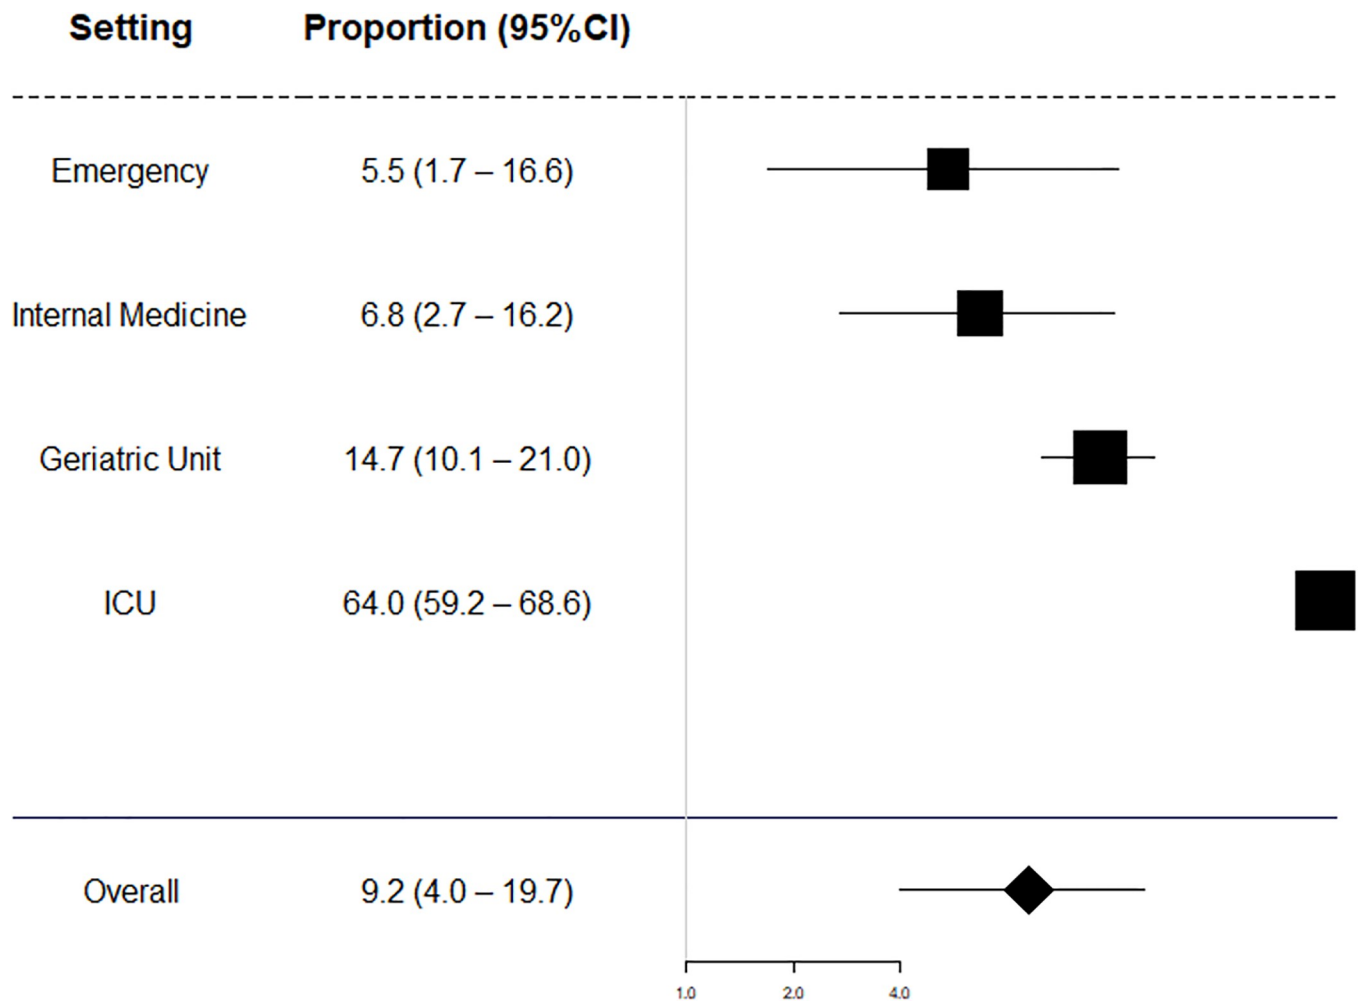 Setting Proportion (95%CI)
Emergency 5.5 (1.7 – 16.6)
Internal Medicine 6.8 (2.7 – 16.2)
Geriatric Unit 14.7 (10.1 – 21.0)
ICU 64.0 (59.2 – 68.6)
Overall 9.2 (4.0 – 19.7)
1.0 2.0 4.0